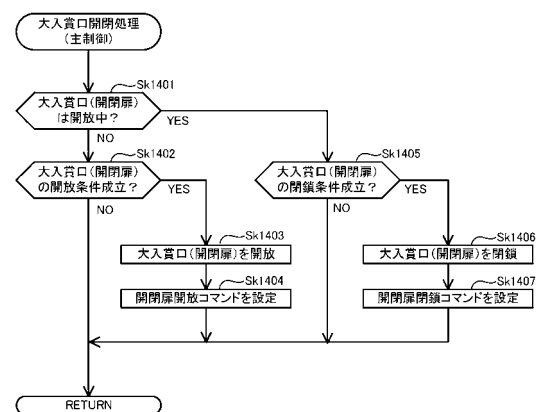 大入賞口開閉処理
(主制御)
Sk1401
大入賞口(開閉扉)
は開放中?
YES
NO
Sk1402
大入賞口(開閉扉)
の開放条件成立?
YES
NO
Sk1405
大入賞口(開閉扉)
の閉鎖条件成立?
YES
NO
Sk1403
大入賞口(開閉扉)を開放
Sk1404
開閉扉開放コマンドを設定
Sk1406
大入賞口(開閉扉)を閉鎖
Sk1407
開閉扉閉鎖コマンドを設定
RETURN